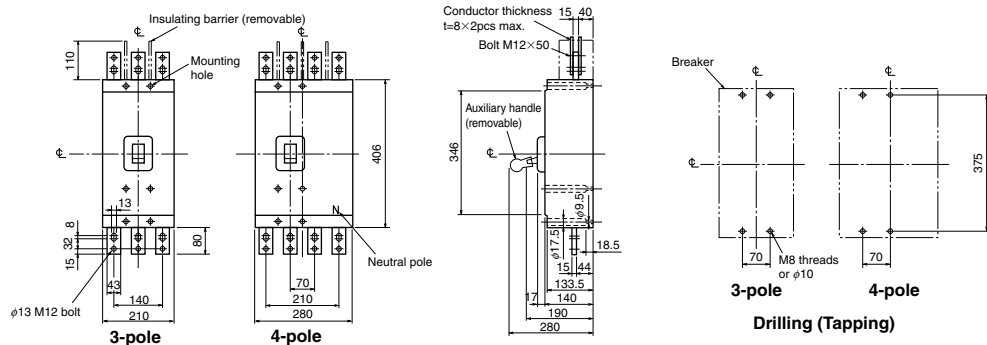 Insulating barrier (removable)
℄
℄
110
Mounting
hole
℄
406
13
8
32
15
80
N
Neutral pole
43
140
210
φ13 M12 bolt
3-pole
70
210
280
4-pole
Conductor thickness
t=8×2pcs max.
15 40
Bolt M12×50
Auxiliary handle
(removable)
346
℄
φ9.5
φ17.5
18.5
15 44
133.5
17 140
190
280
Breaker
℄
℄
℄
375
70
70
M8 threads
or φ10
3-pole
4-pole
Drilling (Tapping)